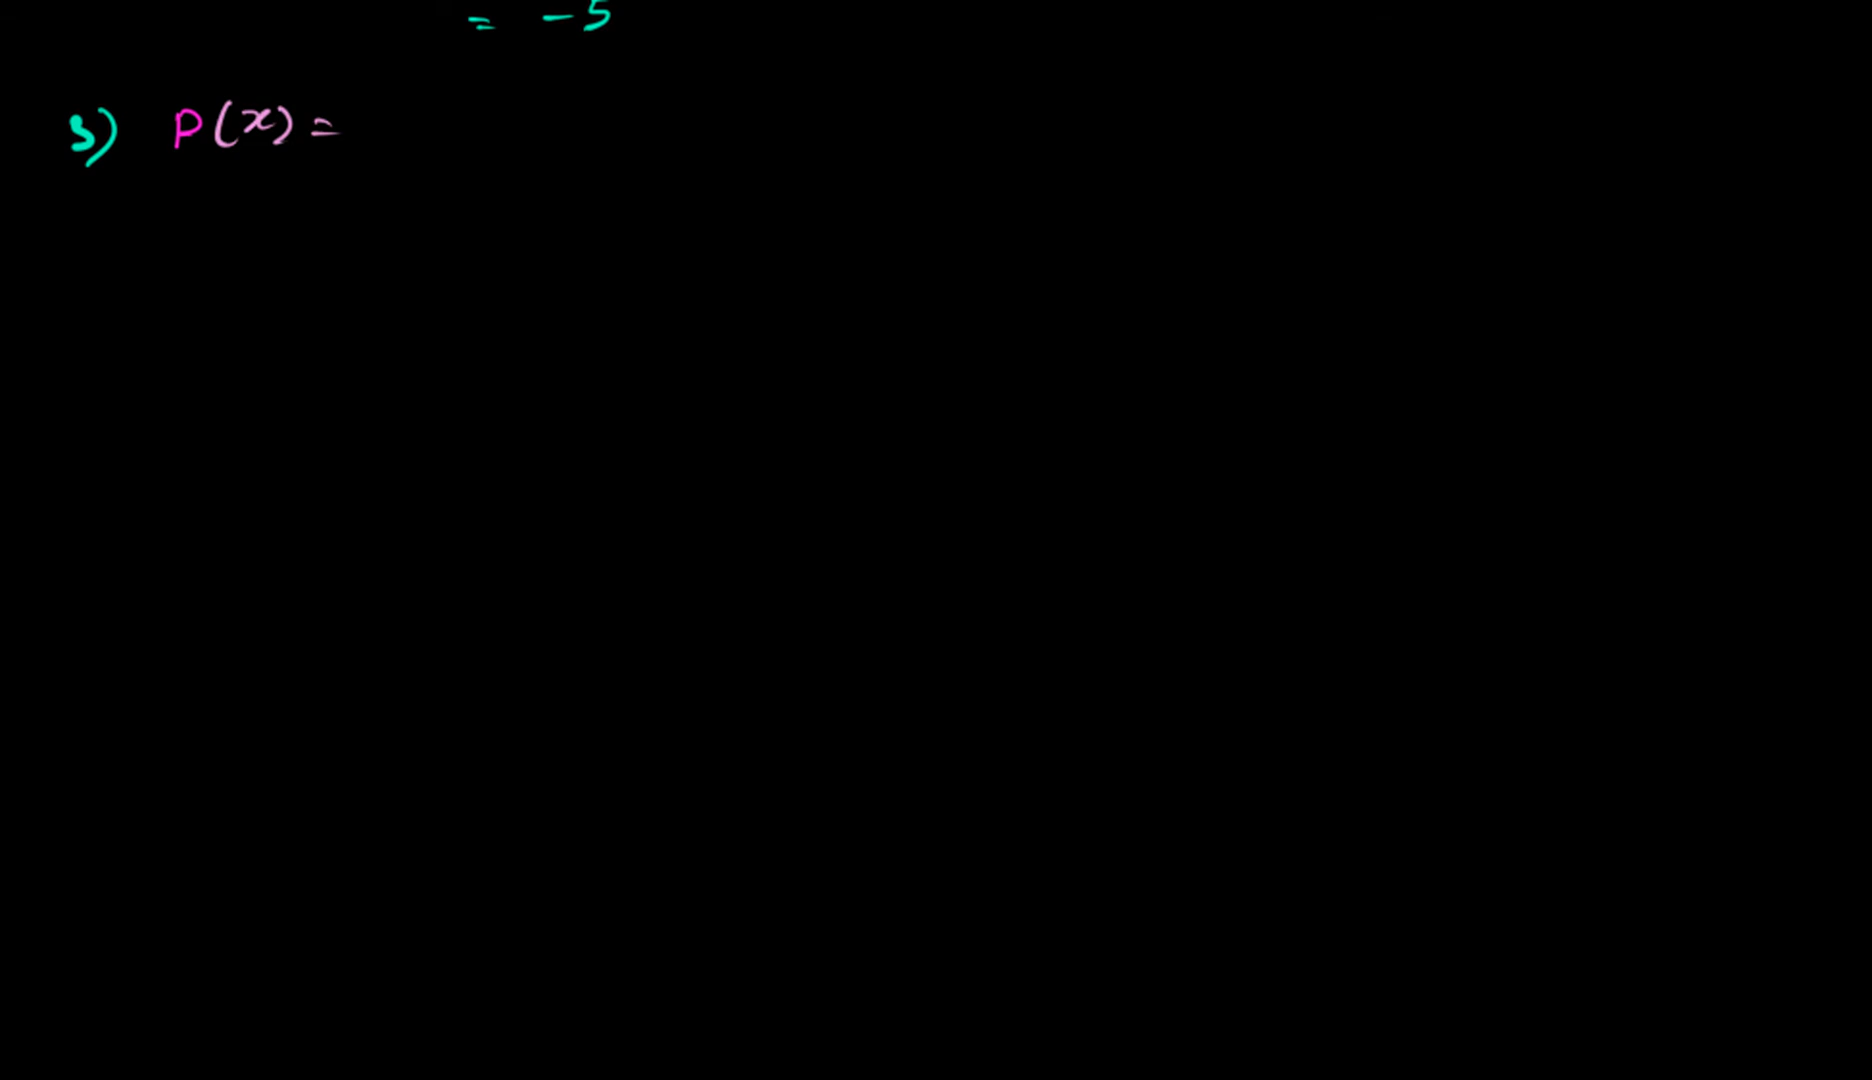 = -5
3) P(x) =